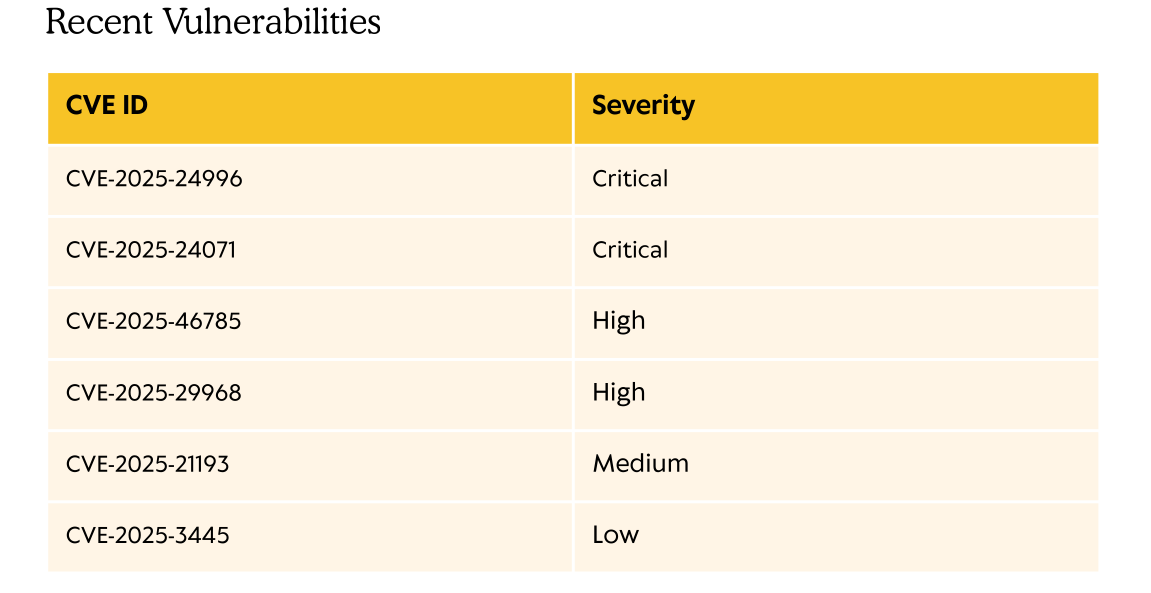 Recent Vulnerabilities
CVE ID Severity
CVE-2025-24996 Critical
CVE-2025-24071 Critical
CVE-2025-46785 High
CVE-2025-29968 High
CVE-2025-21193 Medium
CVE-2025-3445 Low